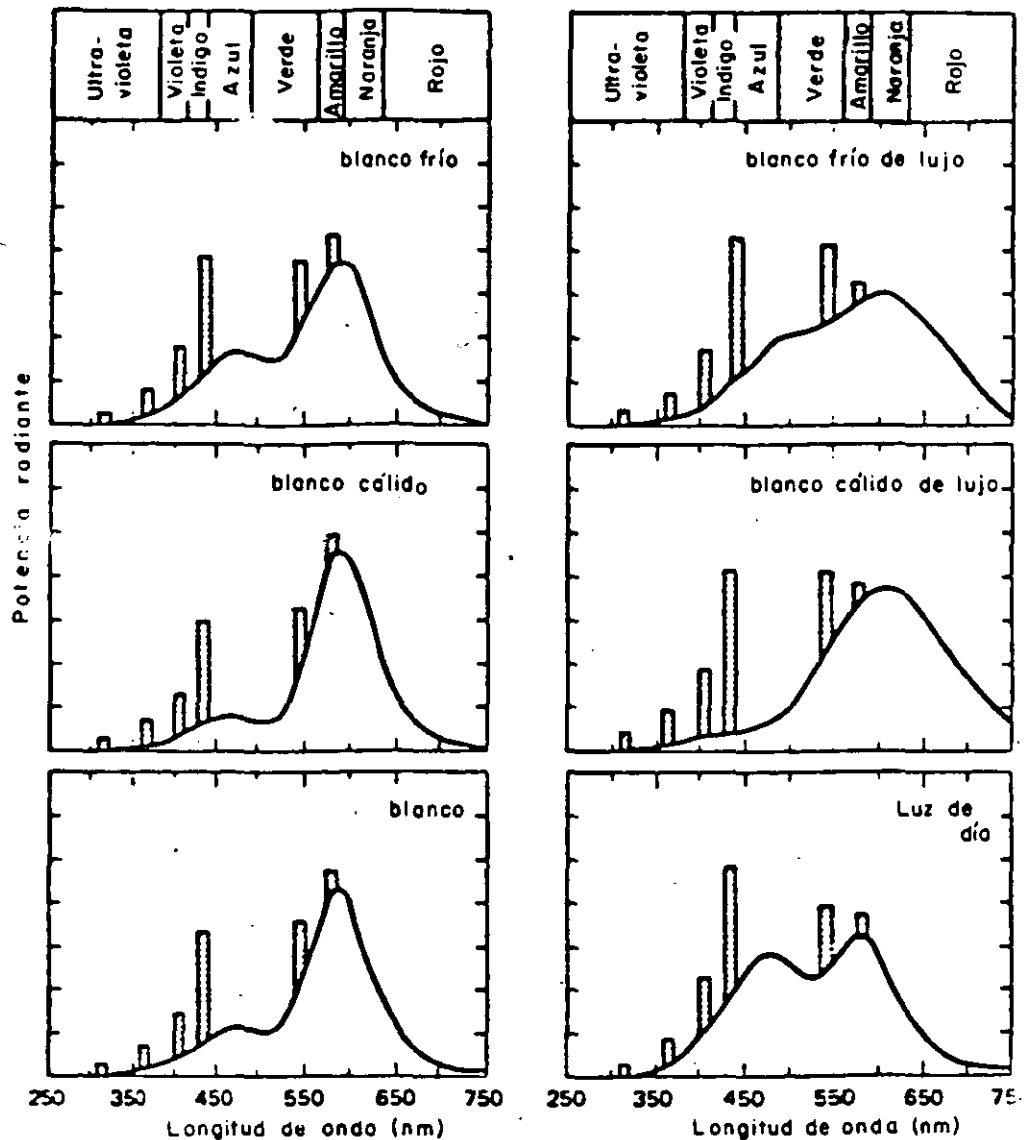 Ultra-
violeta
Violeta
Indigo
Azul
Verde
Amarillo
Naranja
Rojo
Ultra-
violeta
Violeta
Indigo
Azul
Verde
Amarillo
Naranja
Rojo
blanco frío
blanco frío de lujo
Potencia radiante
blanco cálido
blanco cálido de lujo
blanco
Luz de
día
250 350 450 550 650 750
Longitud de onda (nm)
250 350 450 550 650 75
Longitud de onda (nm)